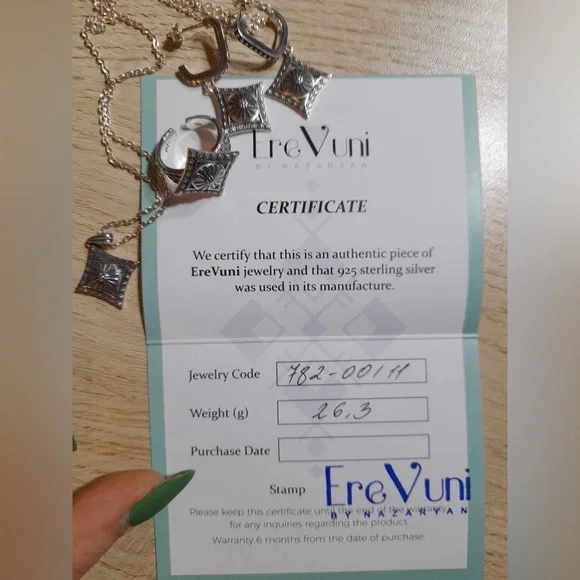 EreVuni
BY NAZARYAN
CERTIFICATE
We certify that this is an authentic piece of
EreVuni jewelry and that 925 sterling silver
was used in its manufacture.
Jewelry Code 782-00111
Weight (g) 26,3
Purchase Date
Stamp EreVuni
BY NAZARYAN
Please keep this certificate until the end of the warranty
for any inquiries regarding the product
Warranty 6 months from the date of purchase